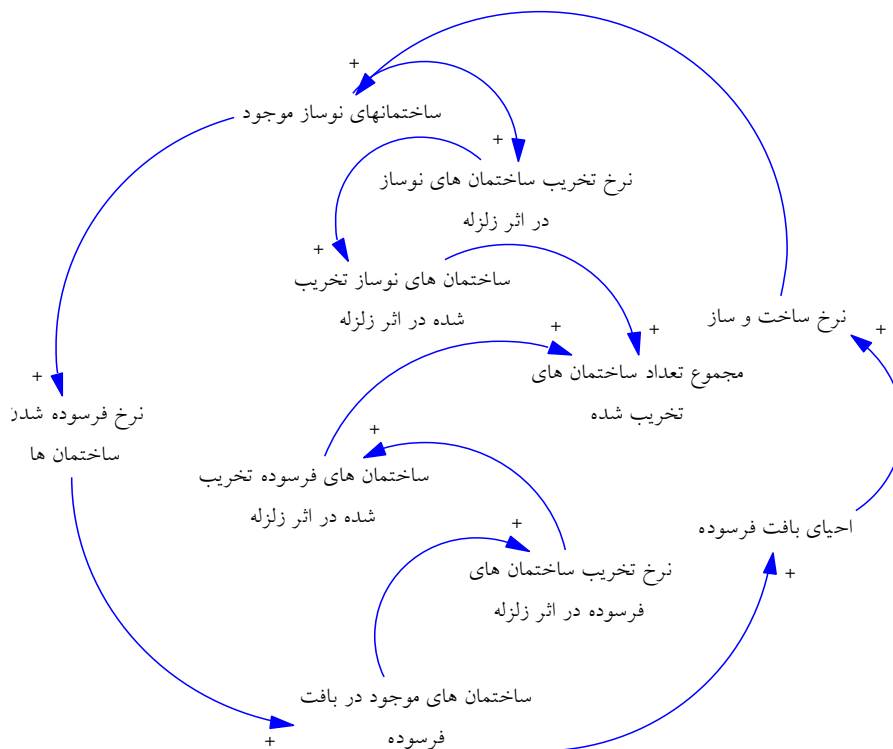 +
ساختمانهای نوساز موجود
+
نرخ تخریب ساختمان های نوساز
در اثر زلزله
+
ساختمان های نوساز تخریب
شده در اثر زلزله
نرخ ساخت و ساز
+
+
+
مجموع تعداد ساختمان های
تخریب شده
+
نرخ فرسوده شدن
ساختمان ها
+
ساختمان های فرسوده تخریب
شده در اثر زلزله
احیای بافت فرسوده
+
+
نرخ تخریب ساختمان های
فرسوده در اثر زلزله
ساختمان های موجود در بافت
فرسوده
+